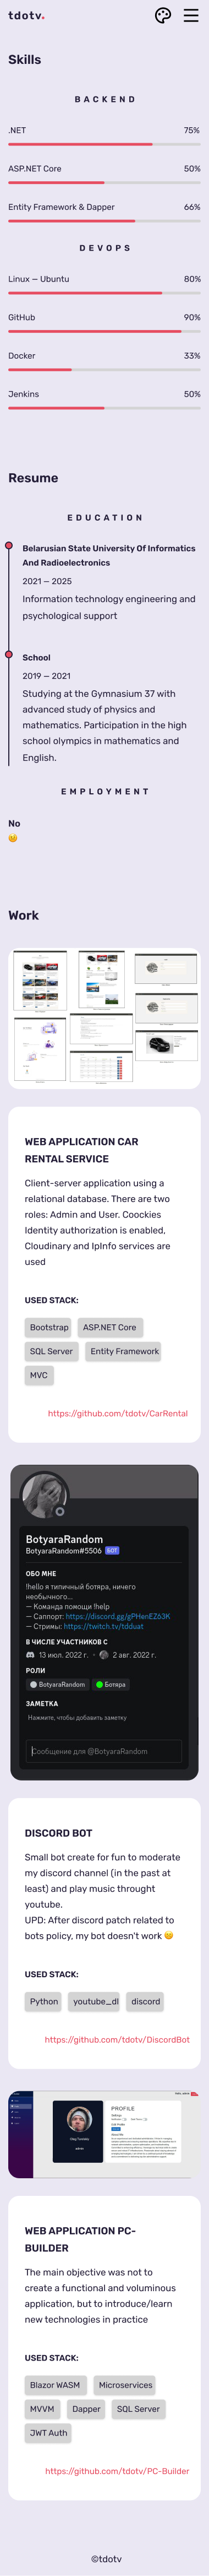 tdotv.
Skills
BACKEND
.NET 75%
ASP.NET Core 50%
Entity Framework & Dapper 66%
DEVOPS
Linux — Ubuntu 80%
GitHub 90%
Docker 33%
Jenkins 50%
Resume
EDUCATION
Belarusian State University Of Informatics
And Radioelectronics
2021 — 2025
Information technology engineering and
psychological support
School
2019 — 2021
Studying at the Gymnasium 37 with
advanced study of physics and
mathematics. Participation in the high
school olympics in mathematics and
English.
EMPLOYMENT
No
Work
WEB APPLICATION CAR
RENTAL SERVICE
Client-server application using a
relational database. There are two
roles: Admin and User. Coockies
Identity authorization is enabled,
Cloudinary and IpInfo services are
used
USED STACK:
Bootstrap ASP.NET Core
SQL Server Entity Framework
MVC
https://github.com/tdotv/CarRental
BotyaraRandom
BotyaraRandom#5506 БОТ
ОБО МНЕ
!hello я типичный ботяра, ничего
необычного...
— Команда помощи !help
— Саппорт: https://discord.gg/gPHenEZ63K
— Стримы: https://twitch.tv/tdduat
В ЧИСЛЕ УЧАСТНИКОВ С
13 июл. 2022 г. • 2 авг. 2022 г.
РОЛИ
BotyaraRandom Ботяра
ЗАМЕТКА
Нажмите, чтобы добавить заметку
Сообщение для @BotyaraRandom
DISCORD BOT
Small bot create for fun to moderate
my discord channel (in the past at
least) and play music throught
youtube.
UPD: After discord patch related to
bots policy, my bot doesn't work
USED STACK:
Python youtube_dl discord
https://github.com/tdotv/DiscordBot
PROFILE
WEB APPLICATION PC-
BUILDER
The main objective was not to
create a functional and voluminous
application, but to introduce/learn
new technologies in practice
USED STACK:
Blazor WASM Microservices
MVVM Dapper SQL Server
JWT Auth
https://github.com/tdotv/PC-Builder
©tdotv